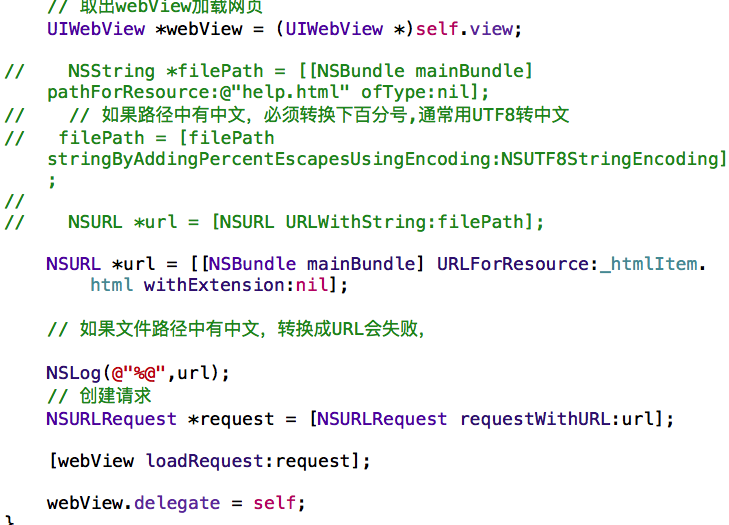 // 取出webView加载网页
UIWebView *webView = (UIWebView *)self.view;
//    NSString *filePath = [[NSBundle mainBundle]
pathForResource:@"help.html" ofType:nil];
//    // 如果路径中有中文，必须转换下百分号,通常用UTF8转中文
//   filePath = [filePath
stringByAddingPercentEscapesUsingEncoding:NSUTF8StringEncoding]
;
//
//    NSURL *url = [NSURL URLWithString:filePath];
NSURL *url = [[NSBundle mainBundle] URLForResource:_htmlItem.
html withExtension:nil];
// 如果文件路径中有中文，转换成URL会失败，
NSLog(@"%@",url);
// 创建请求
NSURLRequest *request = [NSURLRequest requestWithURL:url];
[webView loadRequest:request];
webView.delegate = self;
}